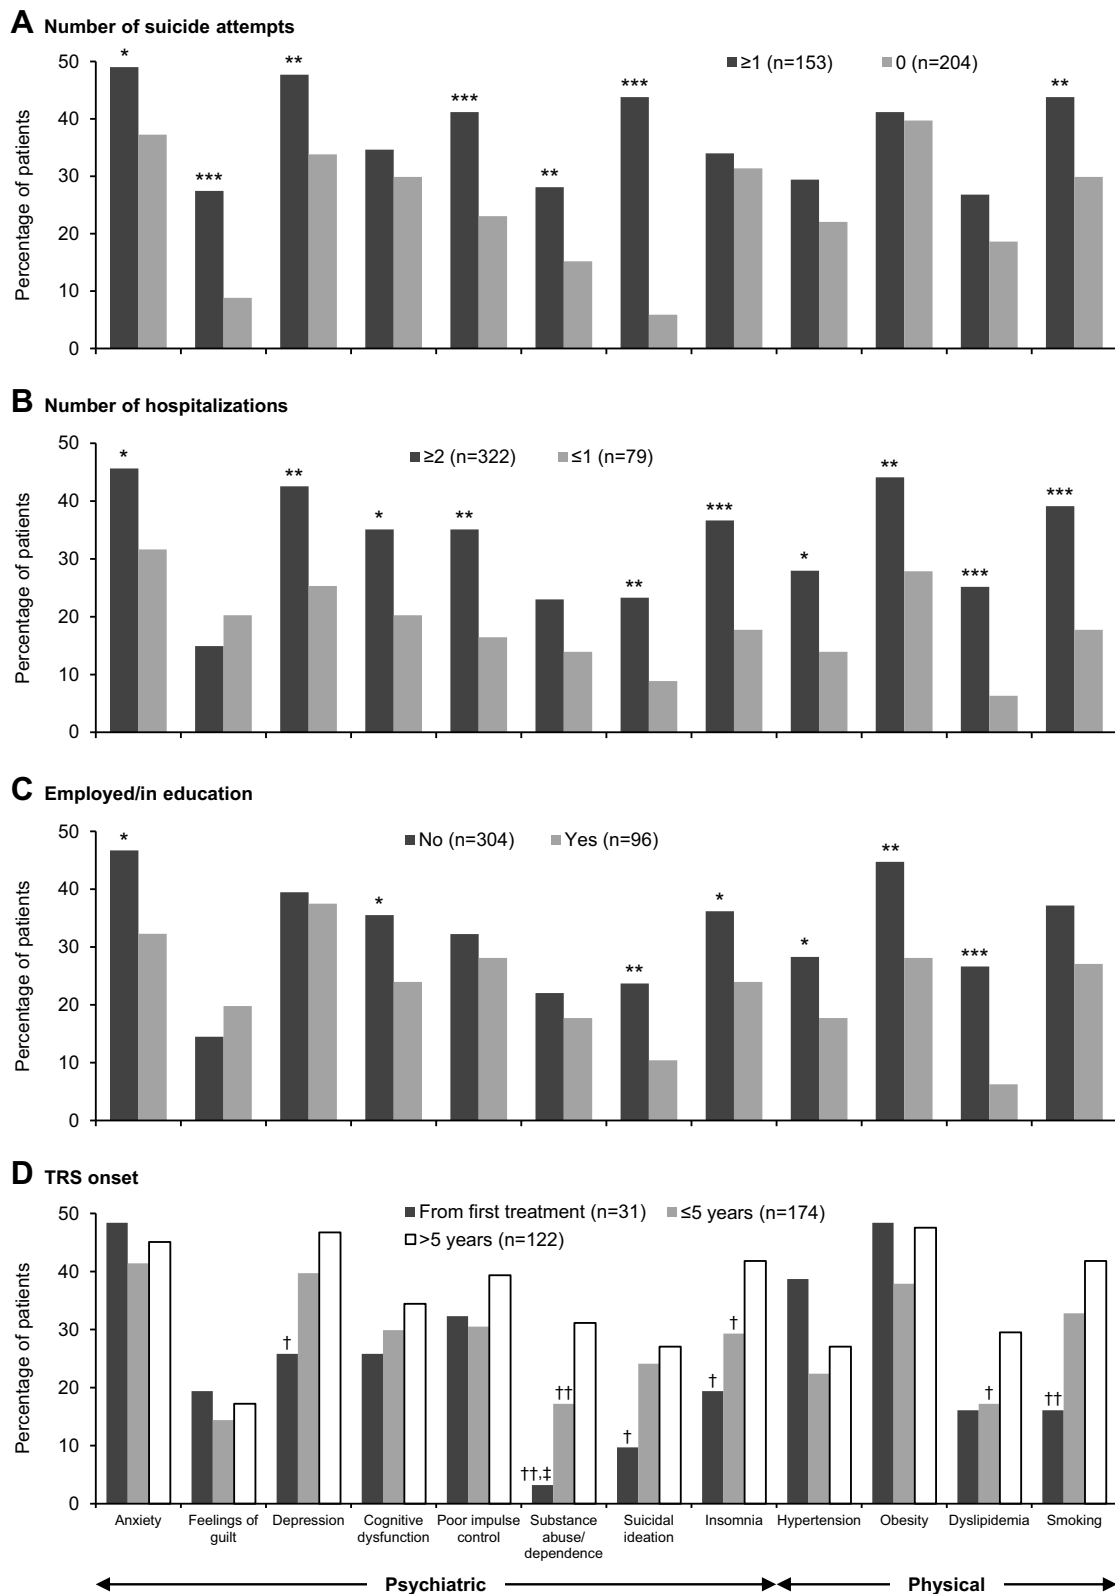 A Number of suicide attempts
Percentage of patients
50
40
30
20
10
0
≥1 (n=153) 0 (n=204)
* *** ** *** ** *** **
B Number of hospitalizations
Percentage of patients
50
40
30
20
10
0
≥2 (n=322) ≤1 (n=79)
* ** * ** ** *** * ** *** ***
C Employed/in education
Percentage of patients
50
40
30
20
10
0
No (n=304) Yes (n=96)
* * ** * * ** ***
D TRS onset
Percentage of patients
50
40
30
20
10
0
From first treatment (n=31) ≤5 years (n=174)
>5 years (n=122)
† ††,‡ †† † † † † ††
Anxiety
Feelings of
guilt
Depression
Cognitive
dysfunction
Poor impulse
control
Substance
abuse/
dependence
Suicidal
ideation
Insomnia
Hypertension
Obesity
Dyslipidemia
Smoking
Psychiatric
Physical